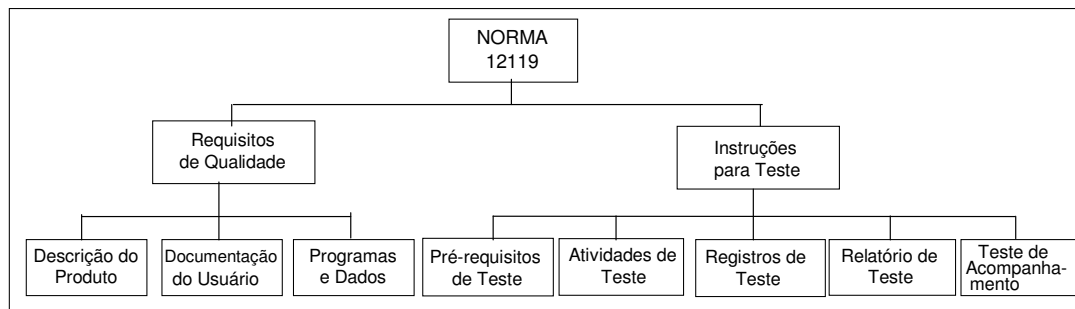 NORMA
12119
Requisitos
de Qualidade
Instruções
para Teste
Descrição do
Produto
Documentação
do Usuário
Programas
e Dados
Pré-requisitos
de Teste
Atividades de
Teste
Registros de
Teste
Relatório de
Teste
Teste de
Acompanha-
mento